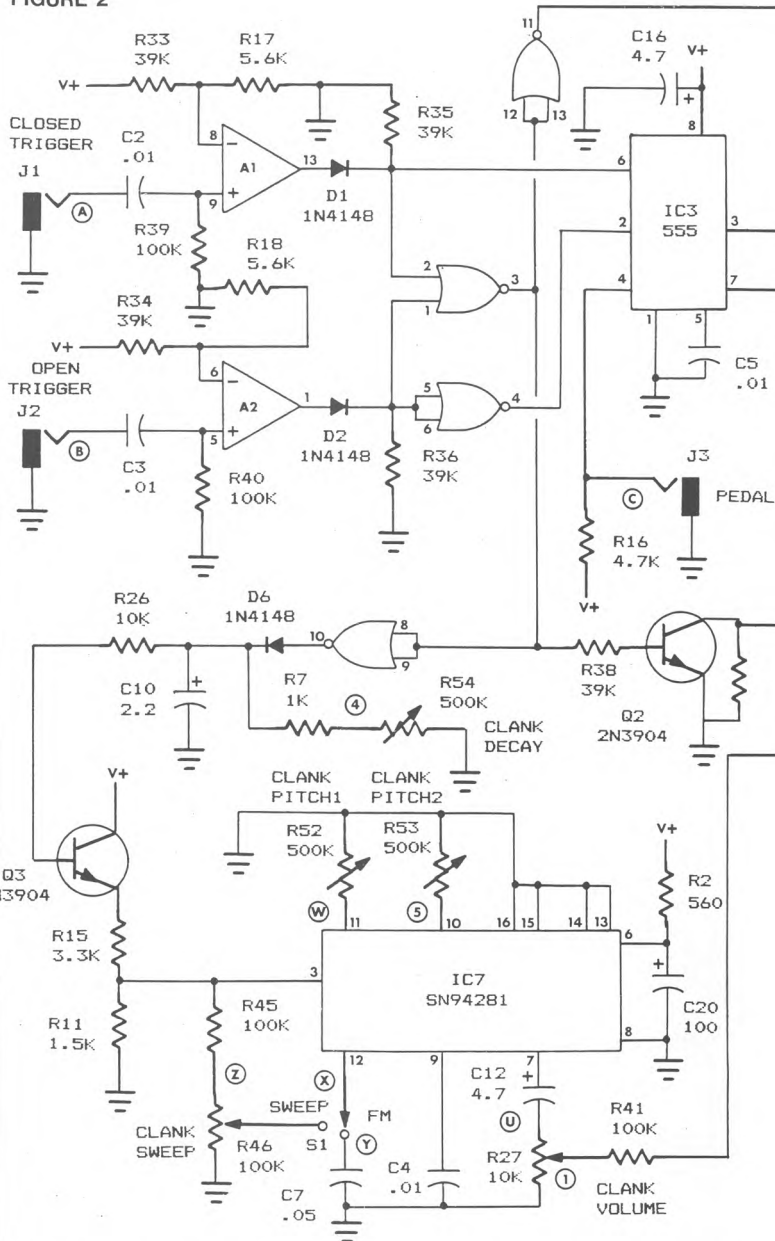 FIGURE 2
R33
39K
R17
5.6K
V+
11
12
13
C16
4.7
V+
+
8
R35
39K
CLOSED
TRIGGER
J1
A
C2
.01
8
-
A1
9
+
13
D1
1N4148
6
2
4
IC3
555
3
7
1
5
R39
100K
R18
5.6K
2
1
3
R34
39K
V+
C5
.01
OPEN
TRIGGER
J2
B
C3
.01
6
-
A2
5
+
1
D2
1N4148
5
6
4
R40
100K
R36
39K
J3
C
PEDAL
R16
4.7K
V+
R26
10K
D6
1N4148
10
8
9
R38
39K
Q2
2N3904
C10
2.2
+
R7
1K
4
R54
500K
CLANK
DECAY
V+
CLANK
PITCH1
CLANK
PITCH2
R52
500K
R53
500K
V+
R2
560
Q3
N3904
W
5
11
10
16
15
14
13
6
R15
3.3K
3
IC7
SN94281
+
C20
100
R11
1.5K
R45
100K
8
12
9
7
Z
X
C12
4.7
+
U
SWEEP
FM
S1
Y
CLANK
SWEEP
R46
100K
C7
.05
C4
.01
R27
10K
1
R41
100K
CLANK
VOLUME